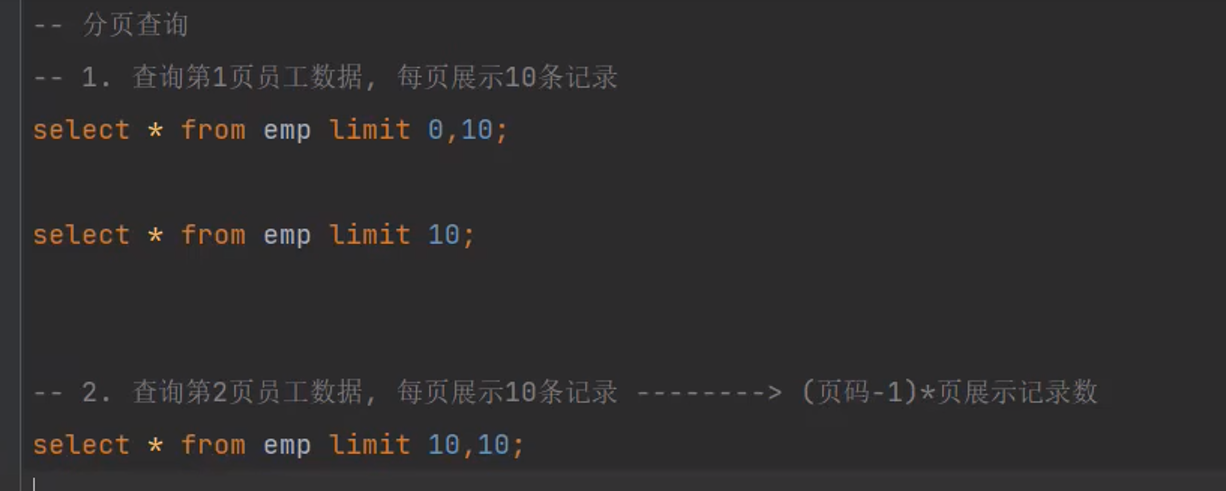 -- 分页查询
-- 1. 查询第1页员工数据, 每页展示10条记录
select * from emp limit 0,10;
select * from emp limit 10;
-- 2. 查询第2页员工数据, 每页展示10条记录 --------> (页码-1)*页展示记录数
select * from emp limit 10,10;